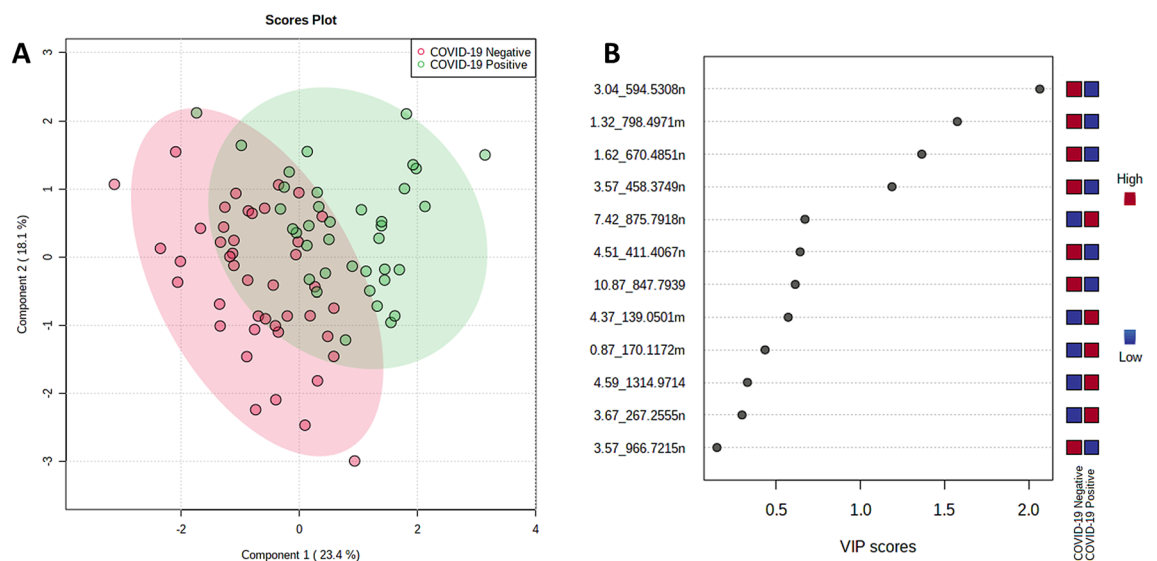 Scores Plot
A
COVID-19 Negative
COVID-19 Positive
3
2
1
0
-1
-2
-3
Component 2 ( 18.1 %)
-2
0
2
4
Component 1 ( 23.4 %)
B
3.04_594.5308n
1.32_798.4971m
1.62_670.4851n
3.57_458.3749n
7.42_875.7918n
4.51_411.4067n
10.87_847.7939
4.37_139.0501m
0.87_170.1172m
4.59_1314.9714
3.67_267.2555n
3.57_966.7215n
0.5
1.0
1.5
2.0
VIP scores
High
Low
COVID-19 Negative
COVID-19 Positive